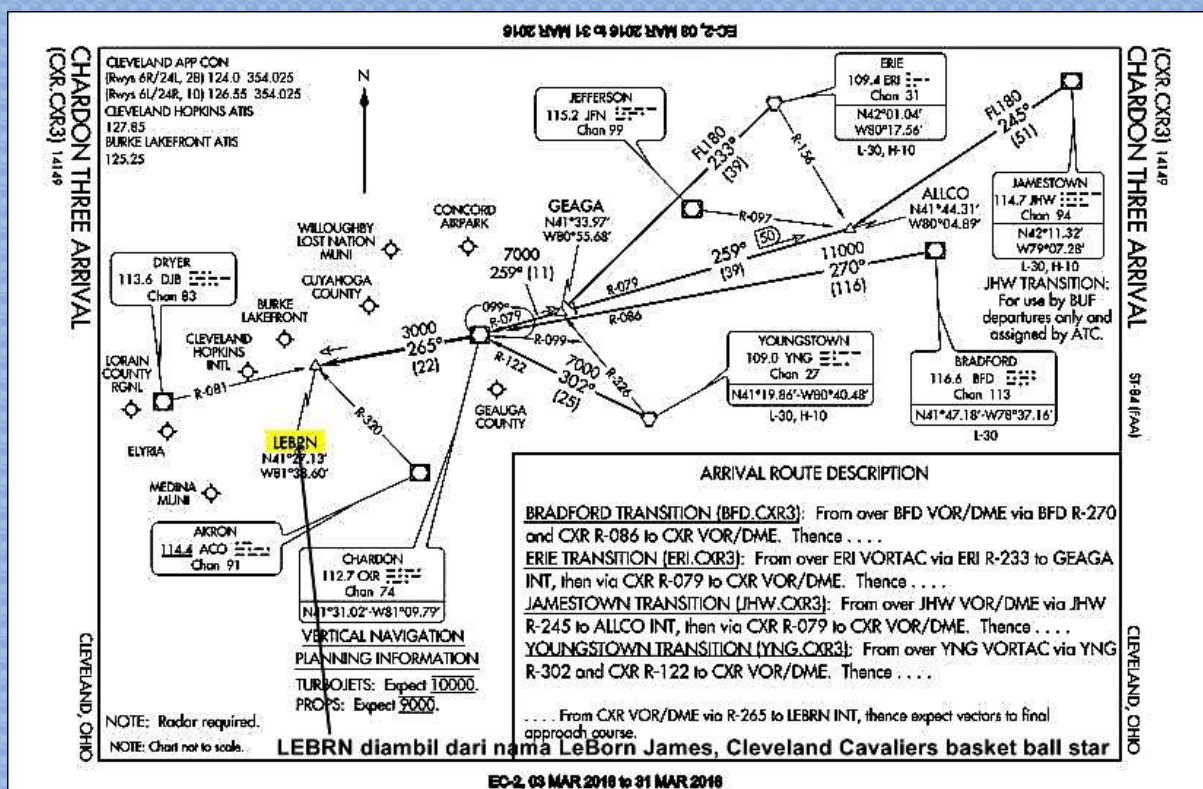 EC-2, 03 MAR 2016 to 31 MAR 2016
CHARDON THREE ARRIVAL
(CXR.CXR3) 14149
CLEVELAND APP CON
(Rwys 6R/24L, 28) 124.0 354.025
(Rwys 6L/24R, 10) 126.55 354.025
CLEVELAND HOPKINS ATIS
127.85
BURKE LAKEFRONT ATIS
125.25
N
JEFFERSON
115.2 JFN
Chan 99
ERIE
109.4 ERI
Chan 31
N42°01.04'
W80°17.56'
L-30, H-10
FL180
233°
(39)
R-156
FL180
245°
(51)
(CXR.CXR3) 14149
CHARDON THREE ARRIVAL
JAMESTOWN
114.7 JHW
Chan 94
N42°11.32'
W79°07.28'
L-30, H-10
JHW TRANSITION:
For use by BUF
departures only and
assigned by ATC.
ALLCO
N41°44.31'
W80°04.89'
GEAGA
N41°33.97'
W80°55.68'
CONCORD
AIRPARK
WILLOUGHBY
LOST NATION
MUNI
CUYAHOGA
COUNTY
BURKE
LAKEFRONT
CLEVELAND
HOPKINS
INTL
LORAIN
COUNTY
RGNL
DRYER
113.6 DJB
Chan 83
R-097
50
259°
(39)
R-079
11000
270°
(116)
R-086
7000
259° (11)
099°
R-079
R-099
R-122
3000
265°
(22)
7000
302°
(25)
R-326
R-081
R-320
YOUNGSTOWN
109.0 YNG
Chan 27
N41°19.86'-W80°40.48'
L-30, H-10
BRADFORD
116.6 BFD
Chan 113
N41°47.18'-W78°37.16'
L-30
ST-84 (FAA)
GEAUGA
COUNTY
ELYRIA
LEBRN
N41°27.13'
W81°38.60'
MEDINA
MUNI
AKRON
114.4 ACO
Chan 91
CHARDON
112.7 CXR
Chan 74
N41°31.02'-W81°09.79'
VERTICAL NAVIGATION
PLANNING INFORMATION
TURBOJETS: Expect 10000.
PROPS: Expect 9000.
ARRIVAL ROUTE DESCRIPTION
BRADFORD TRANSITION (BFD.CXR3): From over BFD VOR/DME via BFD R-270
and CXR R-086 to CXR VOR/DME. Thence . . . .
ERIE TRANSITION (ERI.CXR3): From over ERI VORTAC via ERI R-233 to GEAGA
INT, then via CXR R-079 to CXR VOR/DME. Thence . . . .
JAMESTOWN TRANSITION (JHW.CXR3): From over JHW VOR/DME via JHW
R-245 to ALLCO INT, then via CXR R-079 to CXR VOR/DME. Thence . . . .
YOUNGSTOWN TRANSITION (YNG.CXR3): From over YNG VORTAC via YNG
R-302 and CXR R-122 to CXR VOR/DME. Thence . . . .
. . . . From CXR VOR/DME via R-265 to LEBRN INT, thence expect vectors to final
approach course.
NOTE: Radar required.
NOTE: Chart not to scale.
LEBRN diambil dari nama LeBorn James, Cleveland Cavaliers basket ball star
CLEVELAND, OHIO
CLEVELAND, OHIO
EC-2, 03 MAR 2016 to 31 MAR 2016